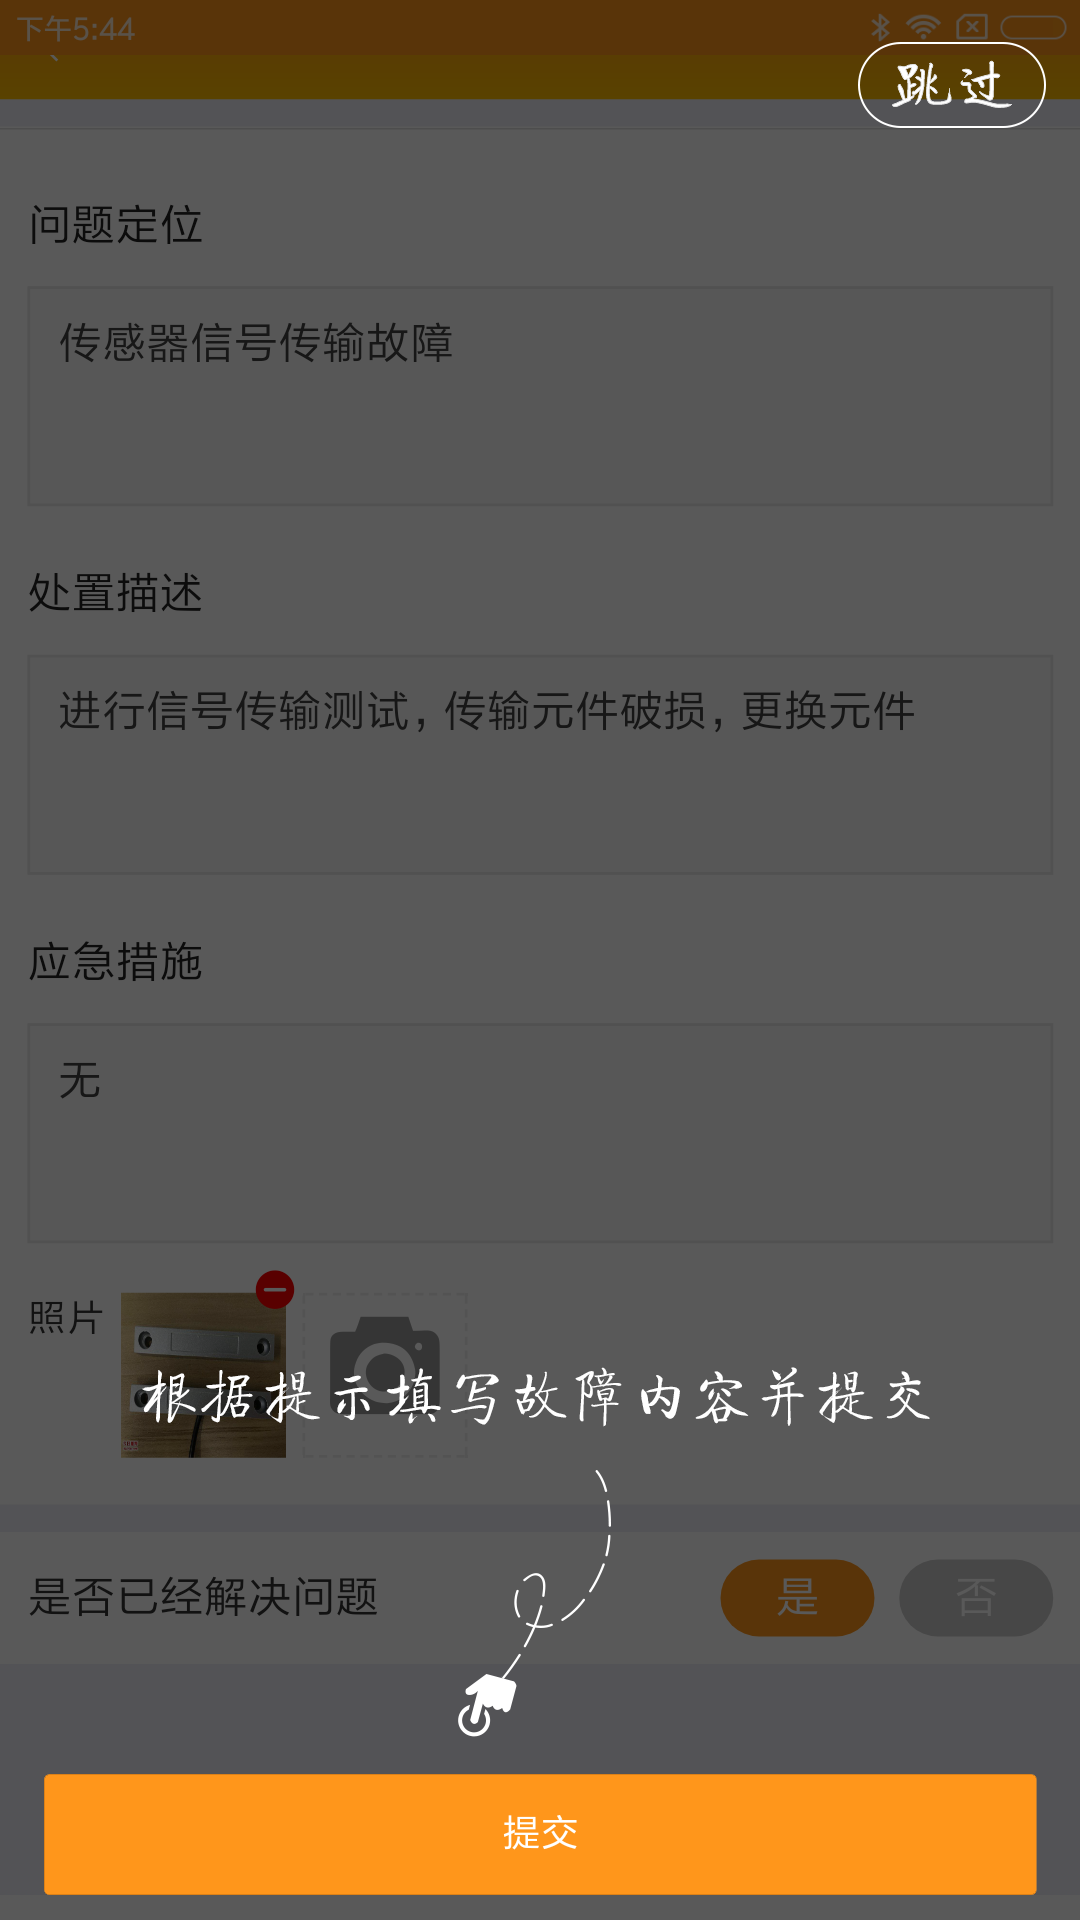 下午5:44
跳过
问题定位
传感器信号传输故障
处置描述
进行信号传输测试，传输元件破损，更换元件
应急措施
无
照片
根据提示填写故障内容并提交
是否已经解决问题 是 否
提交